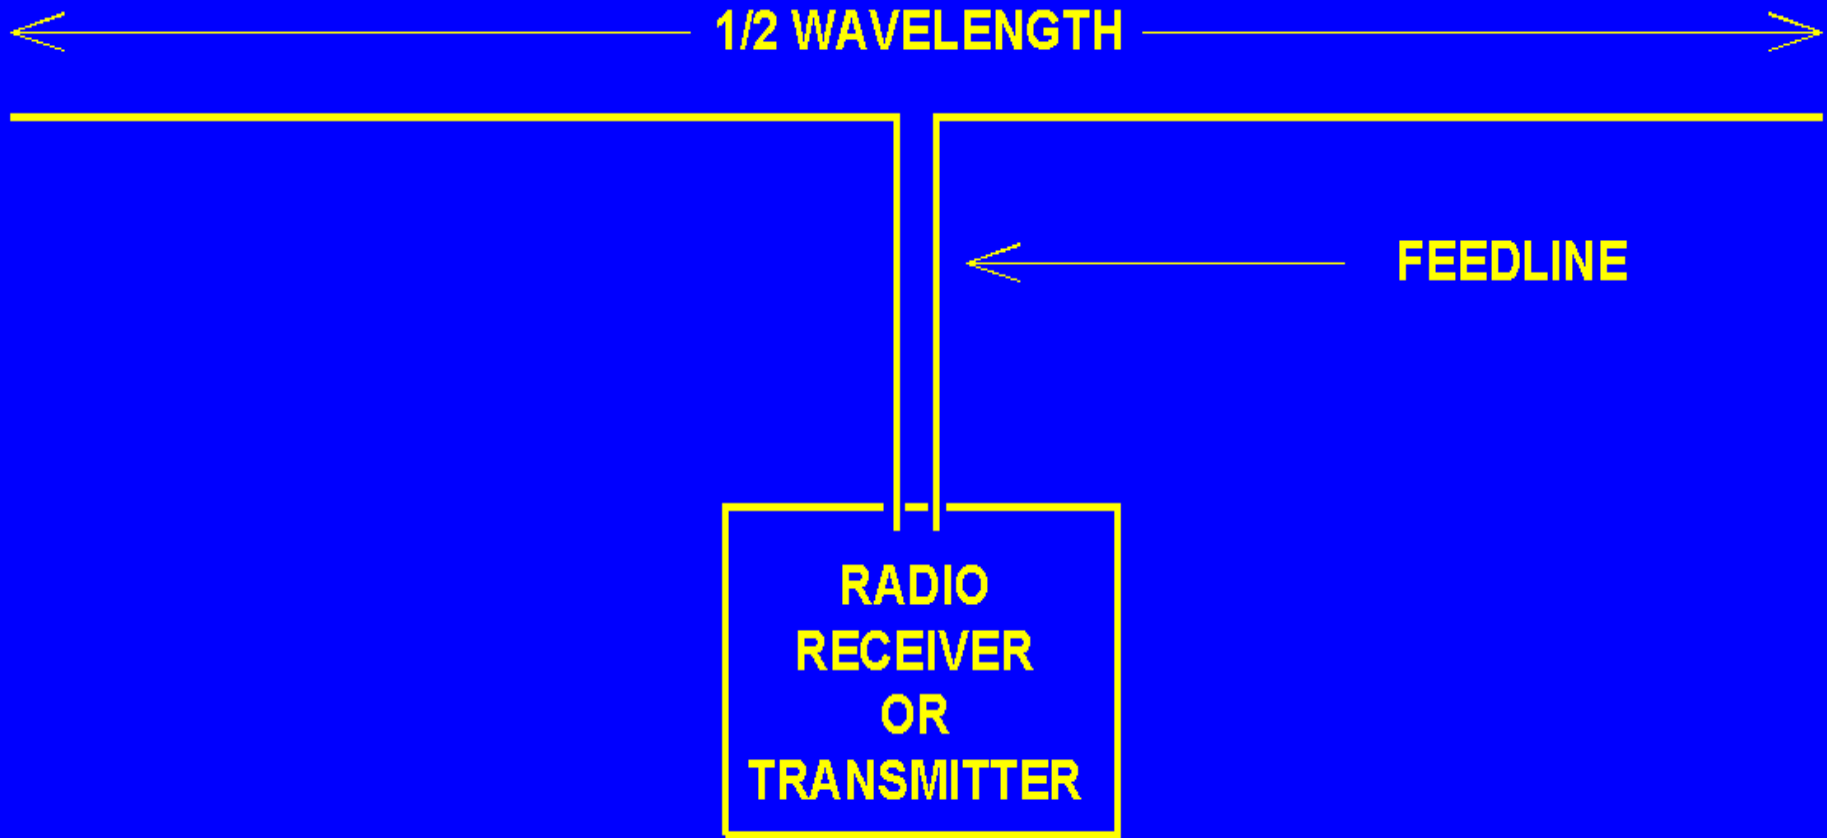 1/2 WAVELENGTH
FEEDLINE
RADIO
RECEIVER
OR
TRANSMITTER